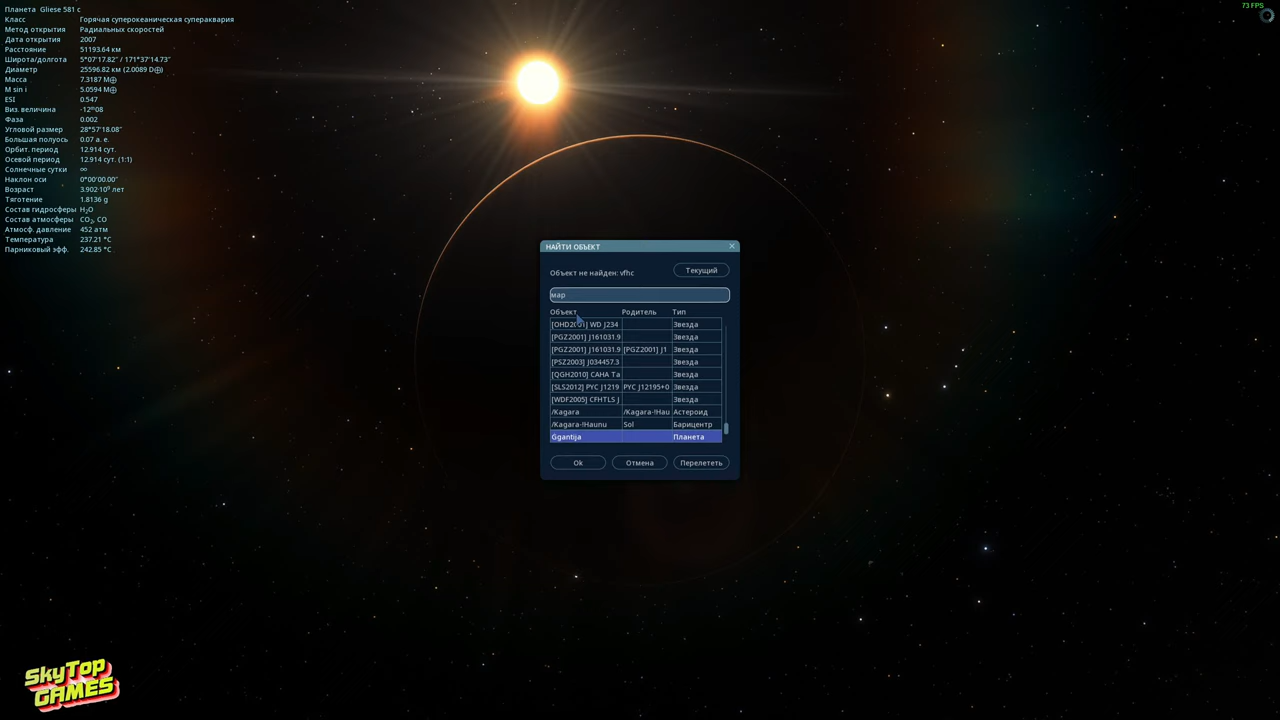 Планета Gliese 581 c
Класс Горячая суперокеаническая супераквария
Метод открытия Радиальных скоростей
Дата открытия 2007
Расстояние 51193.64 км
Широта/долгота 5°07'17.82" / 171°37'14.73"
Диаметр 25596.82 км (2.0089 D⊕)
Масса 7.3187 M⊕
M sin i 5.0594 M⊕
ESI 0.547
Виз. величина -12ᵐ08
Фаза 0.002
Угловой размер 28°57'18.08"
Большая полуось 0.07 а. е.
Орбит. период 12.914 сут.
Осевой период 12.914 сут. (1:1)
Солнечные сутки ∞
Наклон оси 0°00'00.00"
Возраст 3.902·10⁹ лет
Тяготение 1.8136 g
Состав гидросферы H₂O
Состав атмосферы CO₂, CO
Атмосф. давление 452 атм
Температура 237.21 °C
Парниковый эфф. 242.85 °C
73 FPS
НАЙТИ ОБЪЕКТ
Объект не найден: vfhc Текущий
мар
Объект Родитель Тип
[OHD2001] WD J234 Звезда
[PGZ2001] J161031.9 Звезда
[PGZ2001] J161031.9 [PGZ2001] J1 Звезда
[PSZ2003] J034457.3 Звезда
[QGH2010] CAHA Ta Звезда
[SLS2012] PYC J1219 PYC J12195+0 Звезда
[WDF2005] CFHTLS J Звезда
/Kagara /Kagara-!Hau Астероид
/Kagara-!Haunu Sol Барицентр
Ġgantija Планета
Ok Отмена Перелететь
SkyTop
GAMES